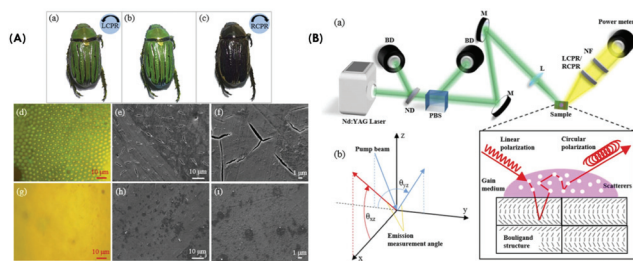 (A)
(a)
LCPR
(b)
(c)
RCPR
(d)
10 μm
(e)
10 μm
(f)
1 μm
(g)
10 μm
(h)
10 μm
(i)
1 μm
(B)
(a)
M
Power meter
BD
BD
L
LCPR/
RCPR
NF
Nd:YAG Laser
ND
PBS
M
Sample
(b)
z
Pump beam
θyz
θxz
y
x
Emission
measurement angle
Linear
polarization
Circular
polarization
Gain
medium
Scatterers
Bouligand
structure